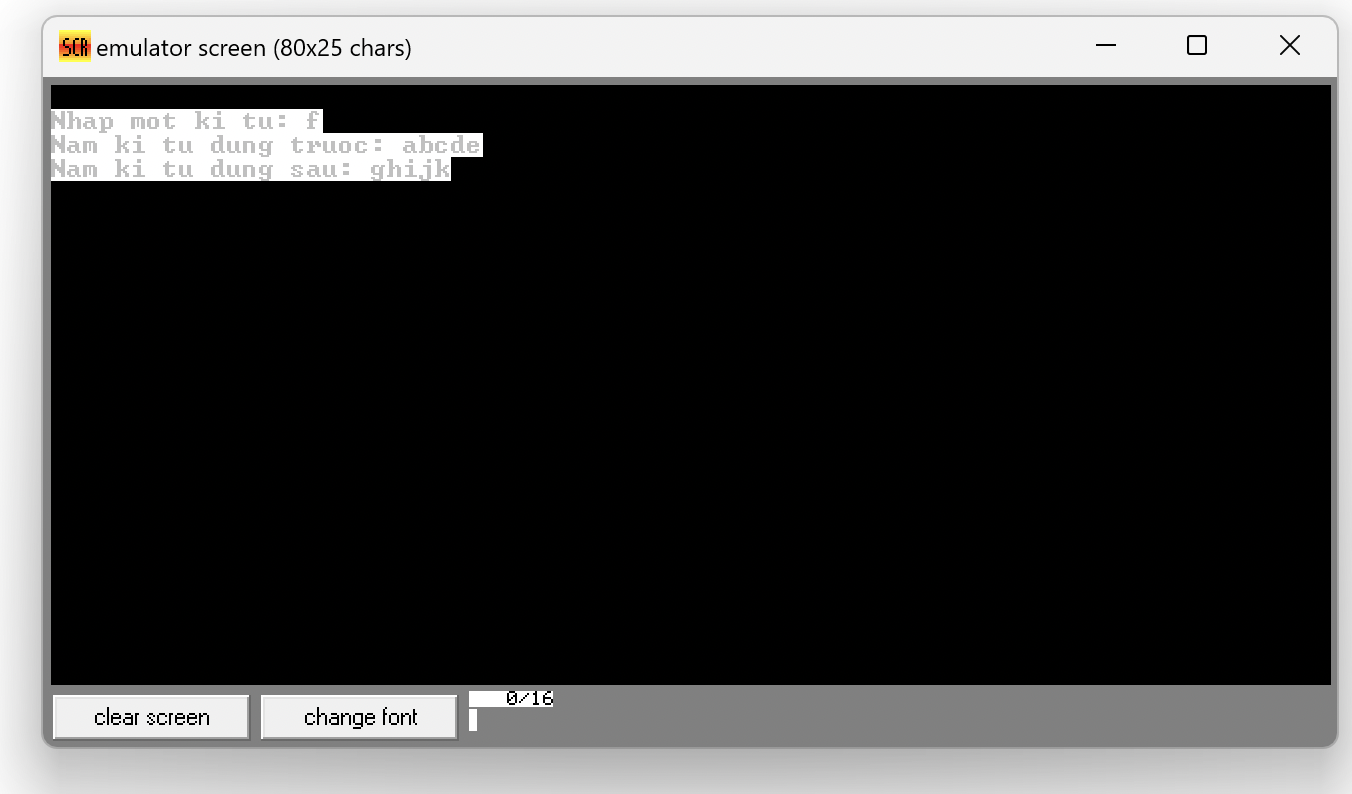 SCR emulator screen (80x25 chars)
Nhap mot ki tu: f
Nam ki tu dung truoc: abcde
Nam ki tu dung sau: ghijk
clear screen
change font
0/16